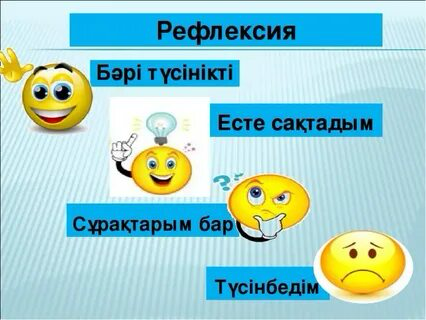 Рефлексия
Бәрі түсінікті
Есте сақтадым
Сұрақтарым бар
Түсінбедім